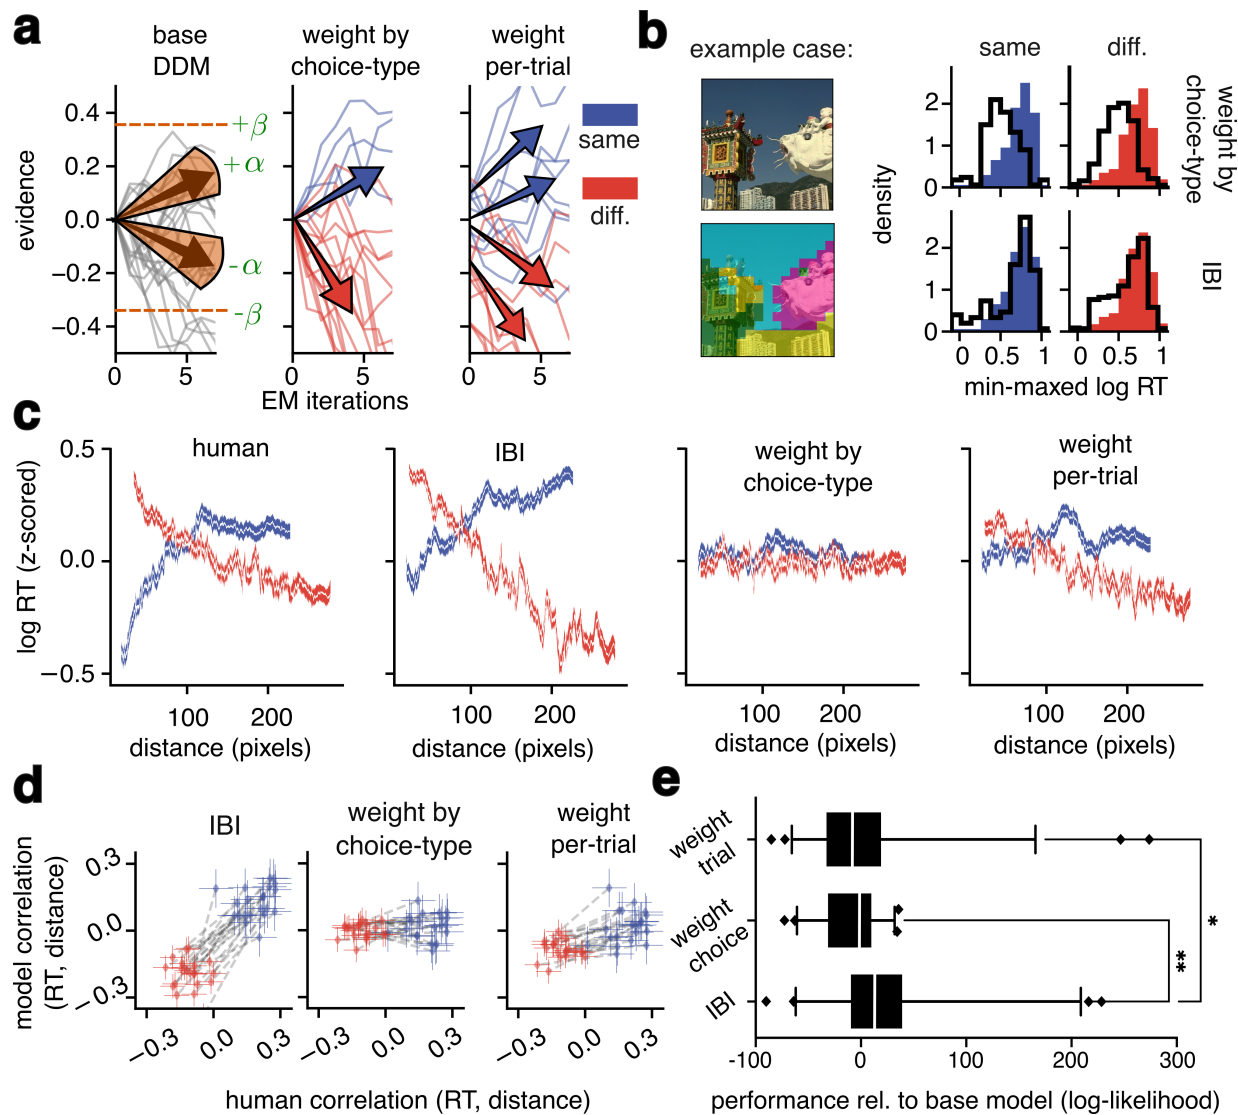 a
base
DDM
weight by
choice-type
weight
per-trial
evidence
0.4
0.2
0.0
−0.2
−0.4
+β
+α
-α
-β
same
diff.
0 5
0 5
0 5
EM iterations
b
example case:
same
diff.
density
2
1
0
2
1
0
weight by
choice-type
IBI
0 0.5 1
0 0.5 1
min-maxed log RT
c
human
IBI
weight by
choice-type
weight
per-trial
log RT (z-scored)
0.5
0.0
−0.5
100 200
100 200
100 200
100 200
distance (pixels)
distance (pixels)
distance (pixels)
distance (pixels)
d
IBI
weight by
choice-type
weight
per-trial
model correlation
(RT, distance)
0.3
0.0
−0.3
−0.3 0.0 0.3
−0.3 0.0 0.3
−0.3 0.0 0.3
human correlation (RT, distance)
e
weight
trial
weight
choice
IBI
*
**
-100 0 100 200 300
performance rel. to base model (log-likelihood)